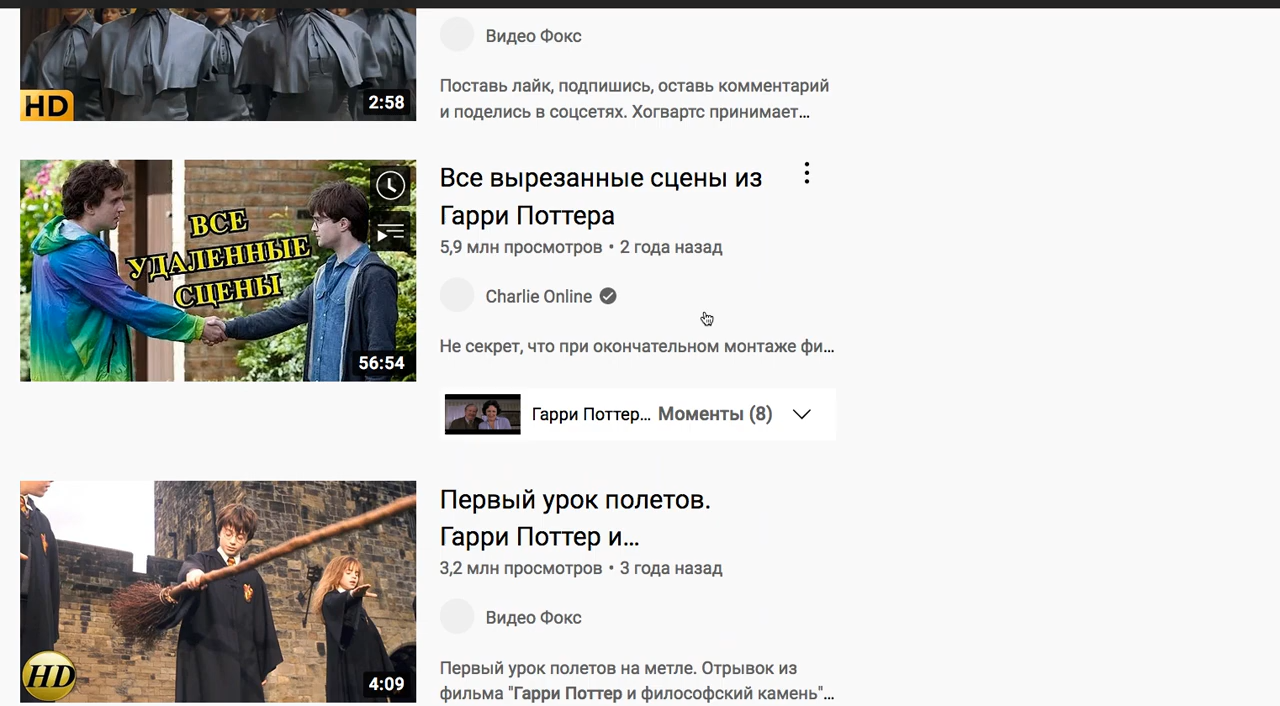 Видео Фокс
Поставь лайк, подпишись, оставь комментарий
и поделись в соцсетях. Хогвартс принимает...
HD
2:58
Все вырезанные сцены из
Гарри Поттера
5,9 млн просмотров • 2 года назад
ВСЕ
УДАЛЕННЫЕ
СЦЕНЫ
56:54
Charlie Online
Не секрет, что при окончательном монтаже фи...
Гарри Поттер... Моменты (8)
Первый урок полетов.
Гарри Поттер и...
3,2 млн просмотров • 3 года назад
Видео Фокс
HD
4:09
Первый урок полетов на метле. Отрывок из
фильма "Гарри Поттер и философский камень"...